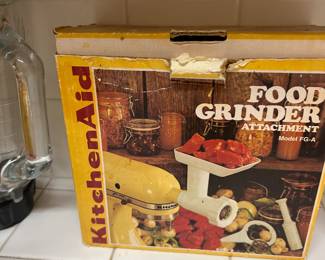 KitchenAid
FOOD
GRINDER
ATTACHMENT
Model FG-A